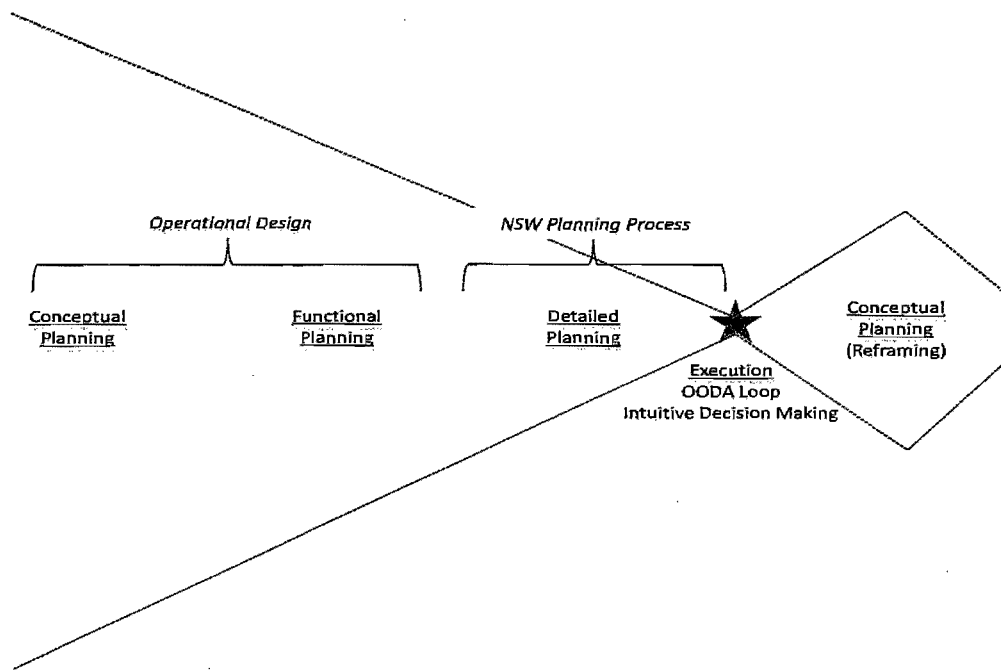 Operational Design
NSW Planning Process
Conceptual
Planning
Functional
Planning
Detailed
Planning
Execution
OODA Loop
Intuitive Decision Making
Conceptual
Planning
(Reframing)